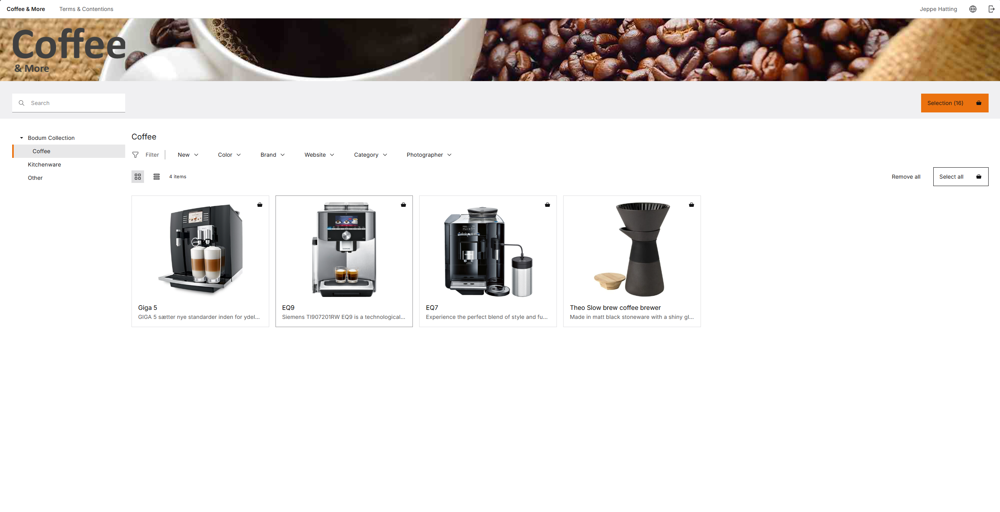 Coffee & More
Terms & Contentions
Jeppe Hatting
Coffee
& More
Search
Selection (16)
Bodum Collection
Coffee
Kitchenware
Other
Coffee
Filter
New
Color
Brand
Website
Category
Photographer
4 items
Remove all
Select all
SIEMENS
Giga 5
GIGA 5 sætter nye standarder inden for ydel...
EQ9
Siemens TI907201RW EQ9 is a technological...
EQ7
Experience the perfect blend of style and fu...
Theo Slow brew coffee brewer
Made in matt black stoneware with a shiny gl...